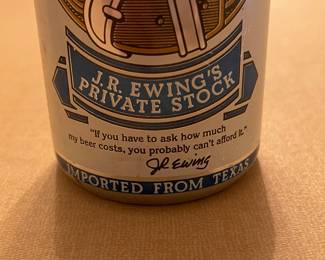 J.R. EWING'S
PRIVATE STOCK
"If you have to ask how much
my beer costs, you probably can't afford it."
JR Ewing
IMPORTED FROM TEXAS